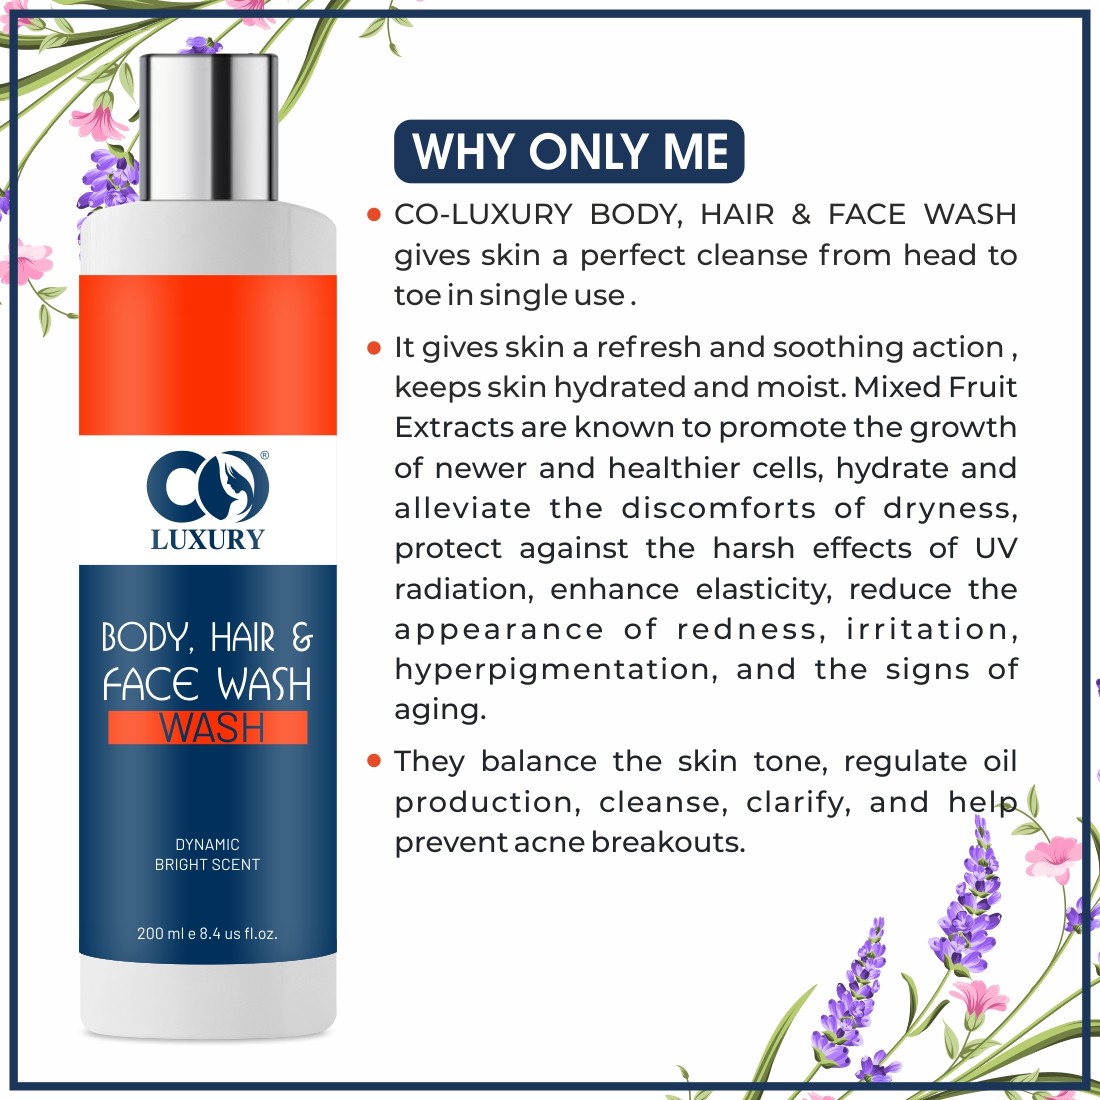 WHY ONLY ME
CO-LUXURY BODY, HAIR & FACE WASH
gives skin a perfect cleanse from head to
toe in single use .
It gives skin a refresh and soothing action ,
keeps skin hydrated and moist. Mixed Fruit
Extracts are known to promote the growth
of newer and healthier cells, hydrate and
alleviate the discomforts of dryness,
protect against the harsh effects of UV
radiation, enhance elasticity, reduce the
appearance of redness, irritation,
hyperpigmentation, and the signs of
aging.
They balance the skin tone, regulate oil
production, cleanse, clarify, and help
prevent acne breakouts.
CO®
LUXURY
BODY, HAIR &
FACE WASH
WASH
DYNAMIC
BRIGHT SCENT
200 ml e 8.4 us fl.oz.